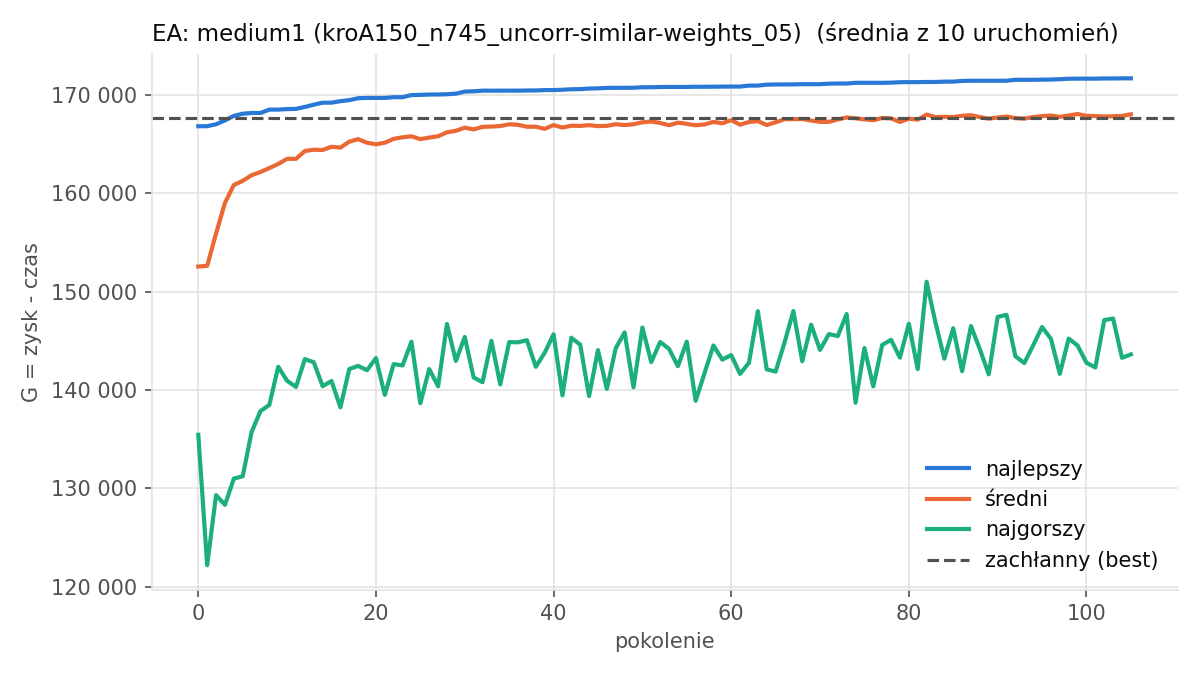 EA: medium1 (kroA150_n745_uncorr-similar-weights_05)  (średnia z 10 uruchomień)
G = zysk - czas
170 000
160 000
150 000
140 000
130 000
120 000
najlepszy
średni
najgorszy
zachłanny (best)
0 20 40 60 80 100
pokolenie